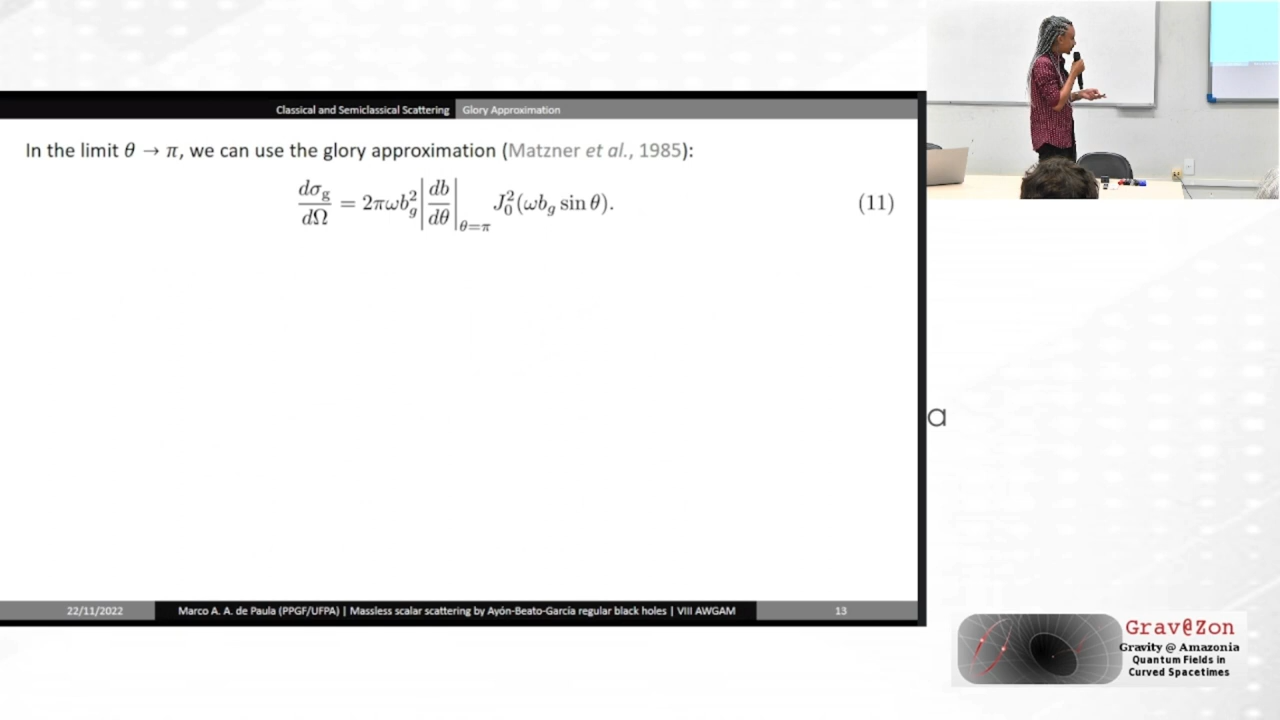 Classical and Semiclassical Scattering Glory Approximation
In the limit θ → π, we can use the glory approximation (Matzner et al., 1985):
dσ_g/dΩ = 2πωb_g^2 |db/dθ|_{θ=π} J_0^2(ωb_g sin θ). (11)
a
22/11/2022 Marco A. A. de Paula (PPGF/UFPA) | Massless scalar scattering by Ayón-Beato-García regular black holes | VIII AWGAM 13
Grav@Zon
Gravity @ Amazonia
Quantum Fields in
Curved Spacetimes